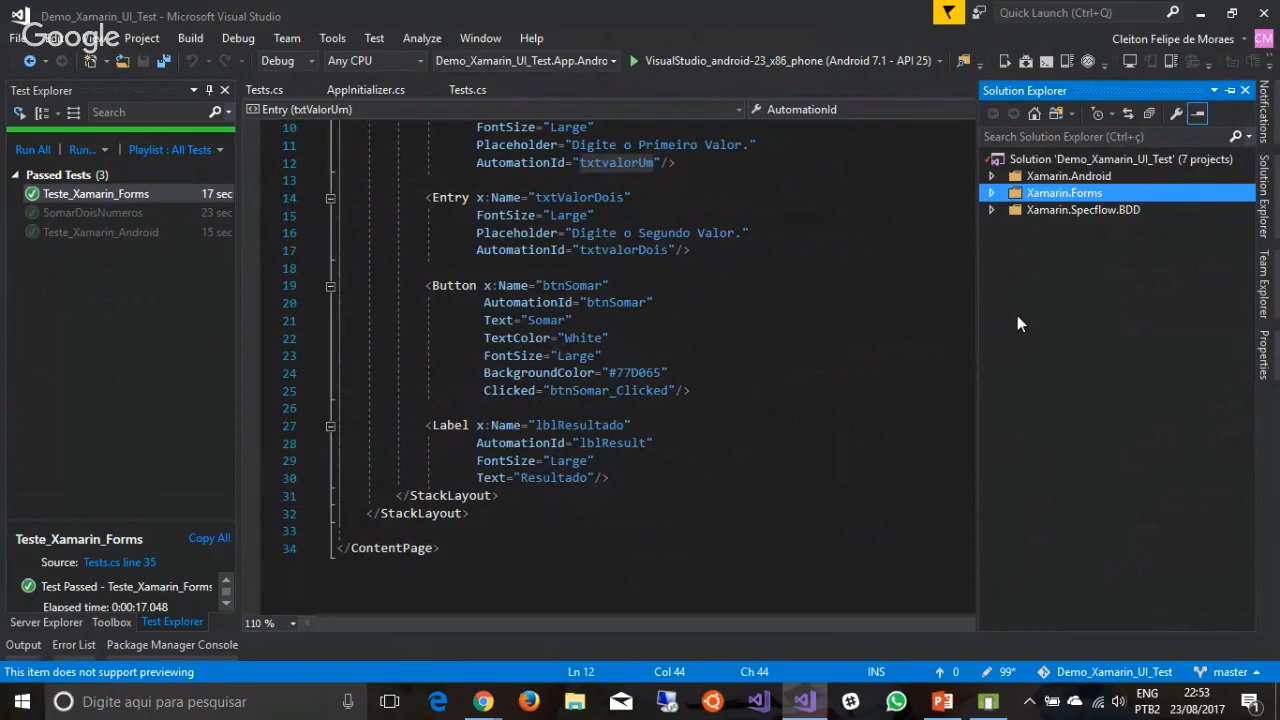 Demo_Xamarin_UI_Test - Microsoft Visual Studio
Quick Launch (Ctrl+Q)
Google
Project Build Debug Team Tools Test Analyze Window Help
Cleiton Felipe de Moraes CM
Debug Any CPU Demo_Xamarin_UI_Test.App.Andro VisualStudio_android-23_x86_phone (Android 7.1 - API 25)
Test Explorer
Search
Run All Run... Playlist : All Tests
Passed Tests (3)
Teste_Xamarin_Forms 17 sec
SomarDoisNumeros 23 sec
Teste_Xamarin_Android 15 sec
Teste_Xamarin_Forms Copy All
Source: Tests.cs line 35
Test Passed - Teste_Xamarin_Forms
Elapsed time: 0:00:17.048
Server Explorer Toolbox Test Explorer
Tests.cs AppInitializer.cs Tests.cs
Entry (txtValorUm) AutomationId
10 FontSize="Large"
11 Placeholder="Digite o Primeiro Valor."
12 AutomationId="txtvalorUm"/>
13
14 <Entry x:Name="txtValorDois"
15 FontSize="Large"
16 Placeholder="Digite o Segundo Valor."
17 AutomationId="txtvalorDois"/>
18
19 <Button x:Name="btnSomar"
20 AutomationId="btnSomar"
21 Text="Somar"
22 TextColor="White"
23 FontSize="Large"
24 BackgroundColor="#77D065"
25 Clicked="btnSomar_Clicked"/>
26
27 <Label x:Name="lblResultado"
28 AutomationId="lblResult"
29 FontSize="Large"
30 Text="Resultado"/>
31 </StackLayout>
32 </StackLayout>
33
34 </ContentPage>
110 %
Solution Explorer
Search Solution Explorer (Ctrl+ç)
Solution 'Demo_Xamarin_UI_Test' (7 projects)
Xamarin.Android
Xamarin.Forms
Xamarin.Specflow.BDD
Notifications
Solution Explorer
Team Explorer
Properties
Output Error List Package Manager Console
This item does not support previewing Ln 12 Col 44 Ch 44 INS 0 99* Demo_Xamarin_UI_Test master
Digite aqui para pesquisar
ENG
PTB2
22:53
23/08/2017
1